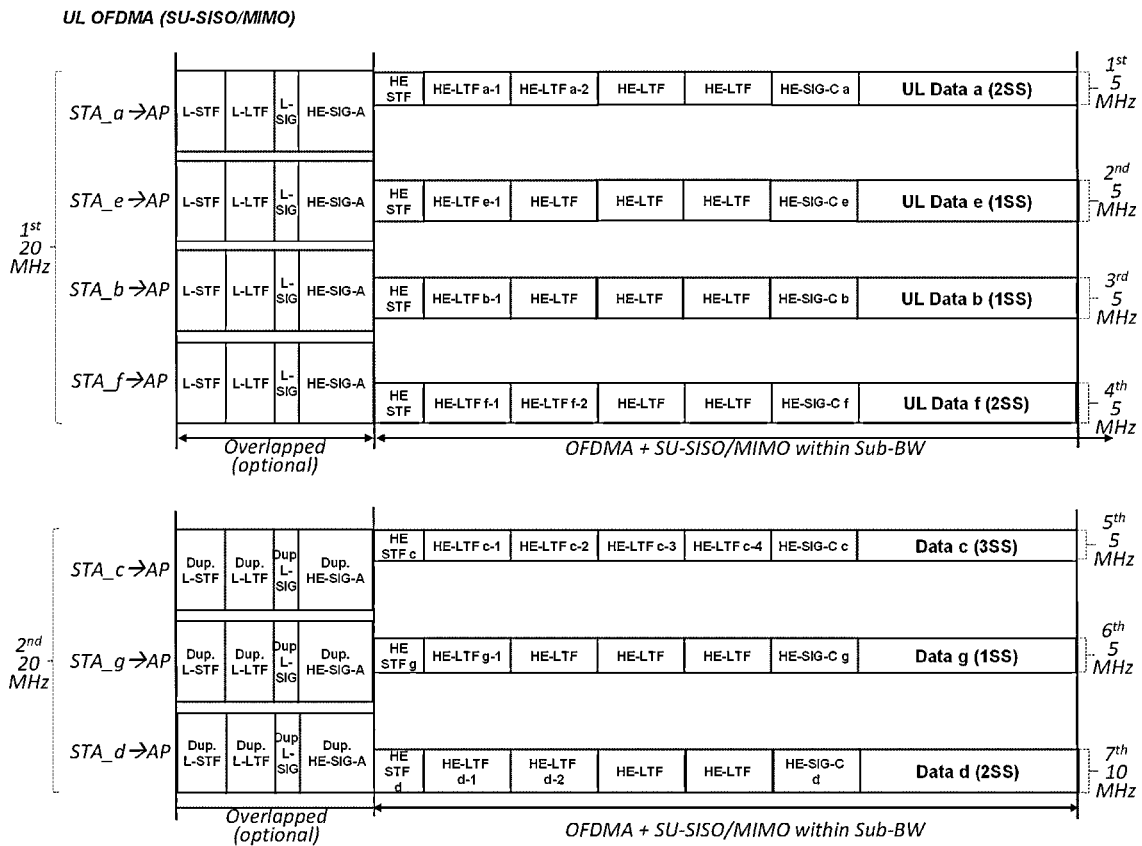 UL OFDMA (SU-SISO/MIMO)
1st
20
MHz
STA_a→AP
L-STF
L-LTF
L-
SIG
HE-SIG-A
HE
STF
HE-LTF a-1
HE-LTF a-2
HE-LTF
HE-LTF
HE-SIG-C a
UL Data a (2SS)
1st
5
MHz
STA_e→AP
L-STF
L-LTF
L-
SIG
HE-SIG-A
HE
STF
HE-LTF e-1
HE-LTF
HE-LTF
HE-LTF
HE-SIG-C e
UL Data e (1SS)
2nd
5
MHz
STA_b→AP
L-STF
L-LTF
L-
SIG
HE-SIG-A
HE
STF
HE-LTF b-1
HE-LTF
HE-LTF
HE-LTF
HE-SIG-C b
UL Data b (1SS)
3rd
5
MHz
STA_f→AP
L-STF
L-LTF
L-
SIG
HE-SIG-A
HE
STF
HE-LTF f-1
HE-LTF f-2
HE-LTF
HE-LTF
HE-SIG-C f
UL Data f (2SS)
4th
5
MHz
Overlapped
(optional)
OFDMA + SU-SISO/MIMO within Sub-BW
2nd
20
MHz
STA_c→AP
Dup.
L-STF
Dup.
L-LTF
Dup
L-
SIG
Dup.
HE-SIG-A
HE
STF c
HE-LTF c-1
HE-LTF c-2
HE-LTF c-3
HE-LTF c-4
HE-SIG-C c
Data c (3SS)
5th
5
MHz
STA_g→AP
Dup.
L-STF
Dup.
L-LTF
Dup
L-
SIG
Dup.
HE-SIG-A
HE
STF g
HE-LTF g-1
HE-LTF
HE-LTF
HE-LTF
HE-SIG-C g
Data g (1SS)
6th
5
MHz
STA_d→AP
Dup.
L-STF
Dup.
L-LTF
Dup
L-
SIG
Dup.
HE-SIG-A
HE
STF
d
HE-LTF
d-1
HE-LTF
d-2
HE-LTF
HE-LTF
HE-SIG-C
d
Data d (2SS)
7th
10
MHz
Overlapped
(optional)
OFDMA + SU-SISO/MIMO within Sub-BW